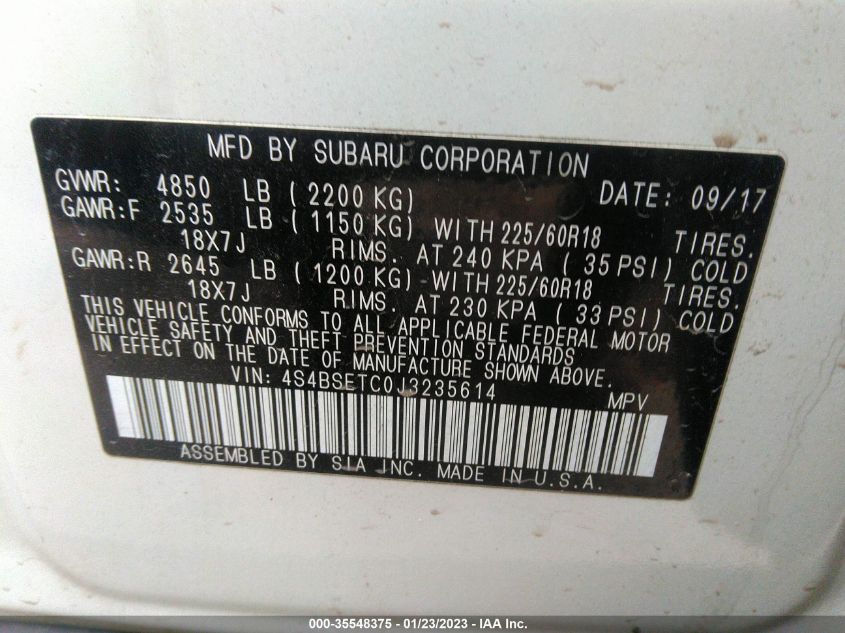 MFD BY SUBARU CORPORATION
GVWR: 4850 LB ( 2200 KG) DATE: 09/17
GAWR:F 2535 LB ( 1150 KG) WITH 225/60R18 TIRES.
18X7J RIMS. AT 240 KPA ( 35 PSI) COLD
GAWR:R 2645 LB ( 1200 KG) WITH 225/60R18 TIRES.
18X7J RIMS. AT 230 KPA ( 33 PSI) COLD
THIS VEHICLE CONFORMS TO ALL APPLICABLE FEDERAL MOTOR
VEHICLE SAFETY AND THEFT PREVENTION STANDARDS
IN EFFECT ON THE DATE OF MANUFACTURE SHOWN ABOVE.
VIN: 4S4BSETC0J3235614 MPV
ASSEMBLED BY SIA INC. MADE IN U.S.A.
000-35548375 - 01/23/2023 - IAA Inc.